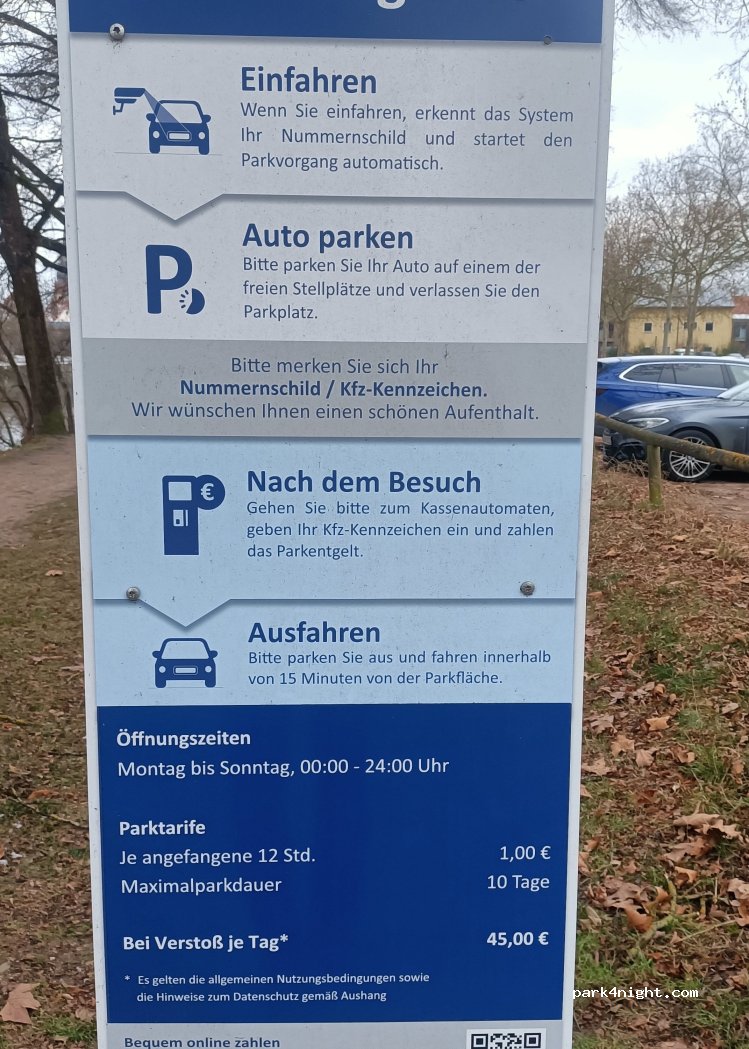 Einfahren
Wenn Sie einfahren, erkennt das System
Ihr Nummernschild und startet den
Parkvorgang automatisch.
Auto parken
P
Bitte parken Sie Ihr Auto auf einem der
freien Stellplätze und verlassen Sie den
Parkplatz.
Bitte merken Sie sich Ihr
Nummernschild / Kfz-Kennzeichen.
Wir wünschen Ihnen einen schönen Aufenthalt.
€
Nach dem Besuch
Gehen Sie bitte zum Kassenautomaten,
geben Ihr Kfz-Kennzeichen ein und zahlen
das Parkentgelt.
Ausfahren
Bitte parken Sie aus und fahren innerhalb
von 15 Minuten von der Parkfläche.
Öffnungszeiten
Montag bis Sonntag, 00:00 - 24:00 Uhr
Parktarife
Je angefangene 12 Std. 1,00 €
Maximalparkdauer 10 Tage
Bei Verstoß je Tag* 45,00 €
* Es gelten die allgemeinen Nutzungsbedingungen sowie
die Hinweise zum Datenschutz gemäß Aushang
park4night.com
Bequem online zahlen